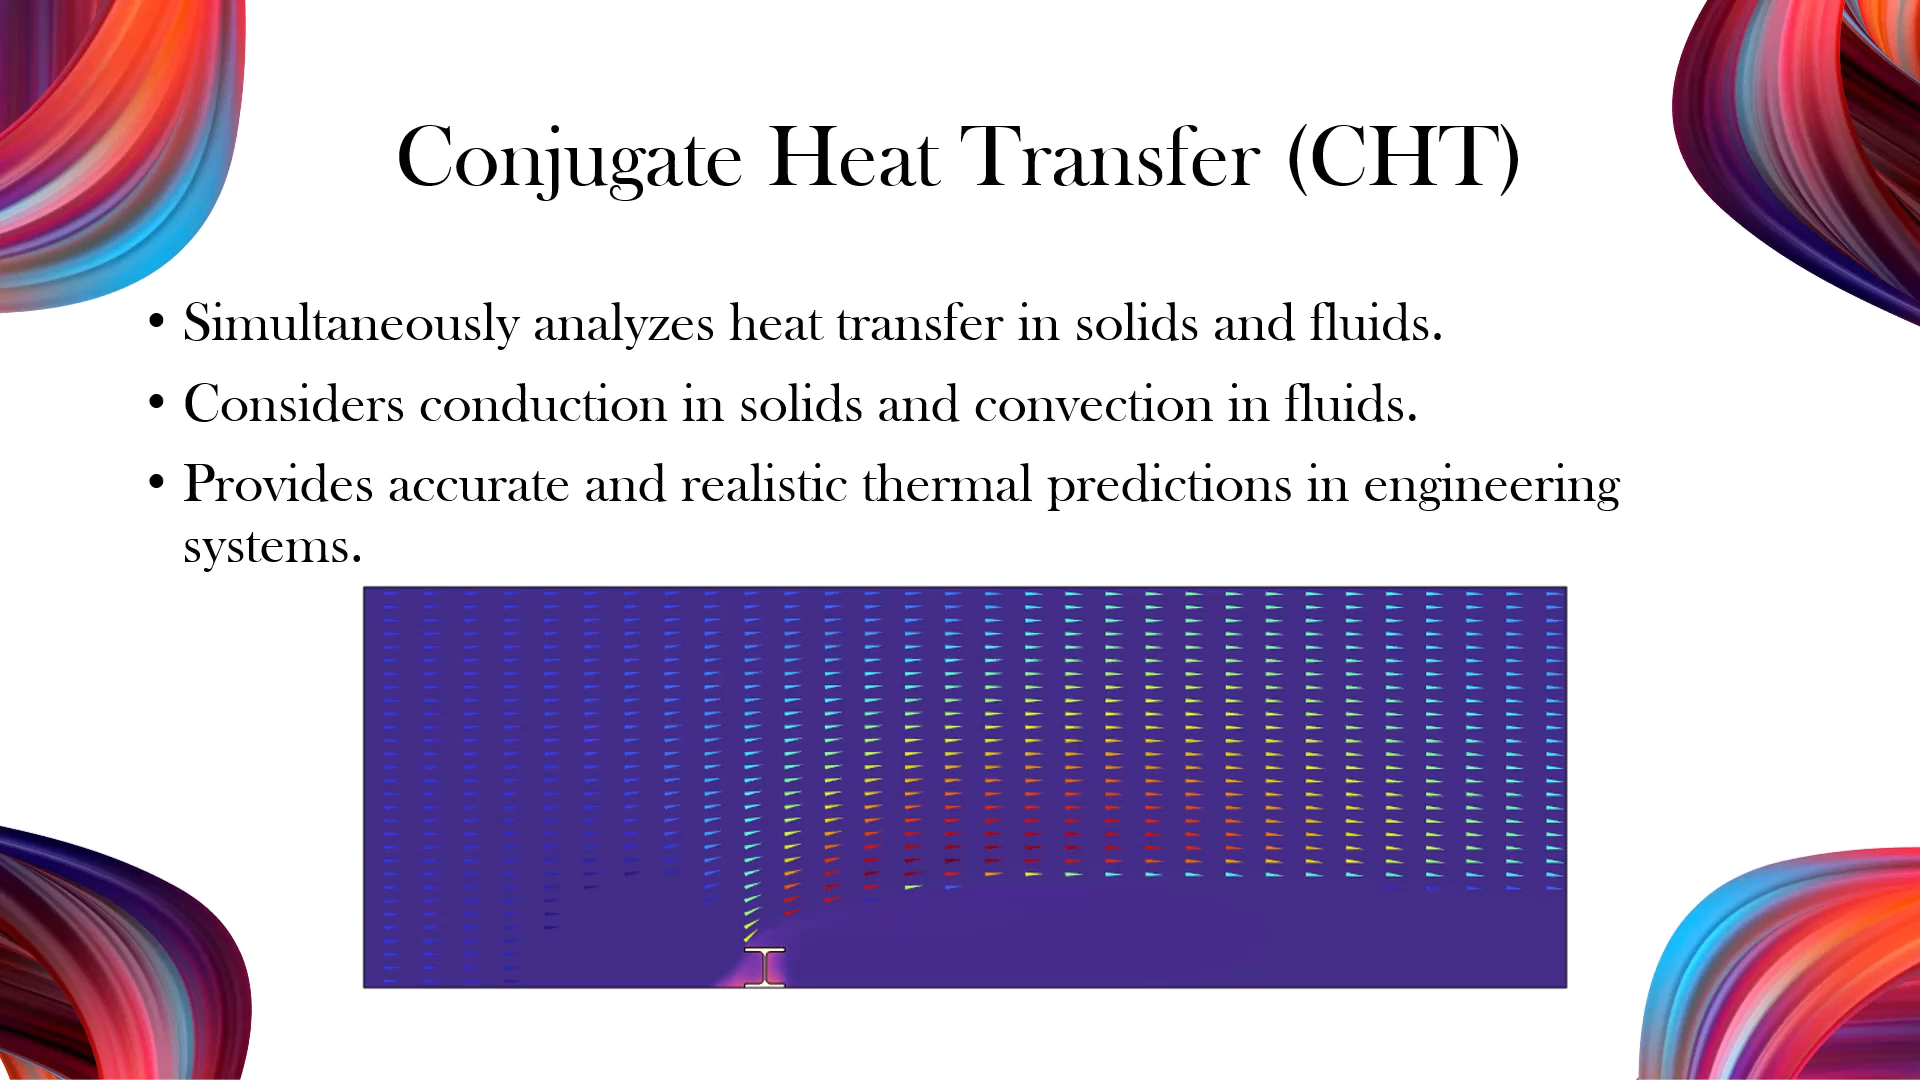 Conjugate Heat Transfer (CHT)
• Simultaneously analyzes heat transfer in solids and fluids.
• Considers conduction in solids and convection in fluids.
• Provides accurate and realistic thermal predictions in engineering
systems.